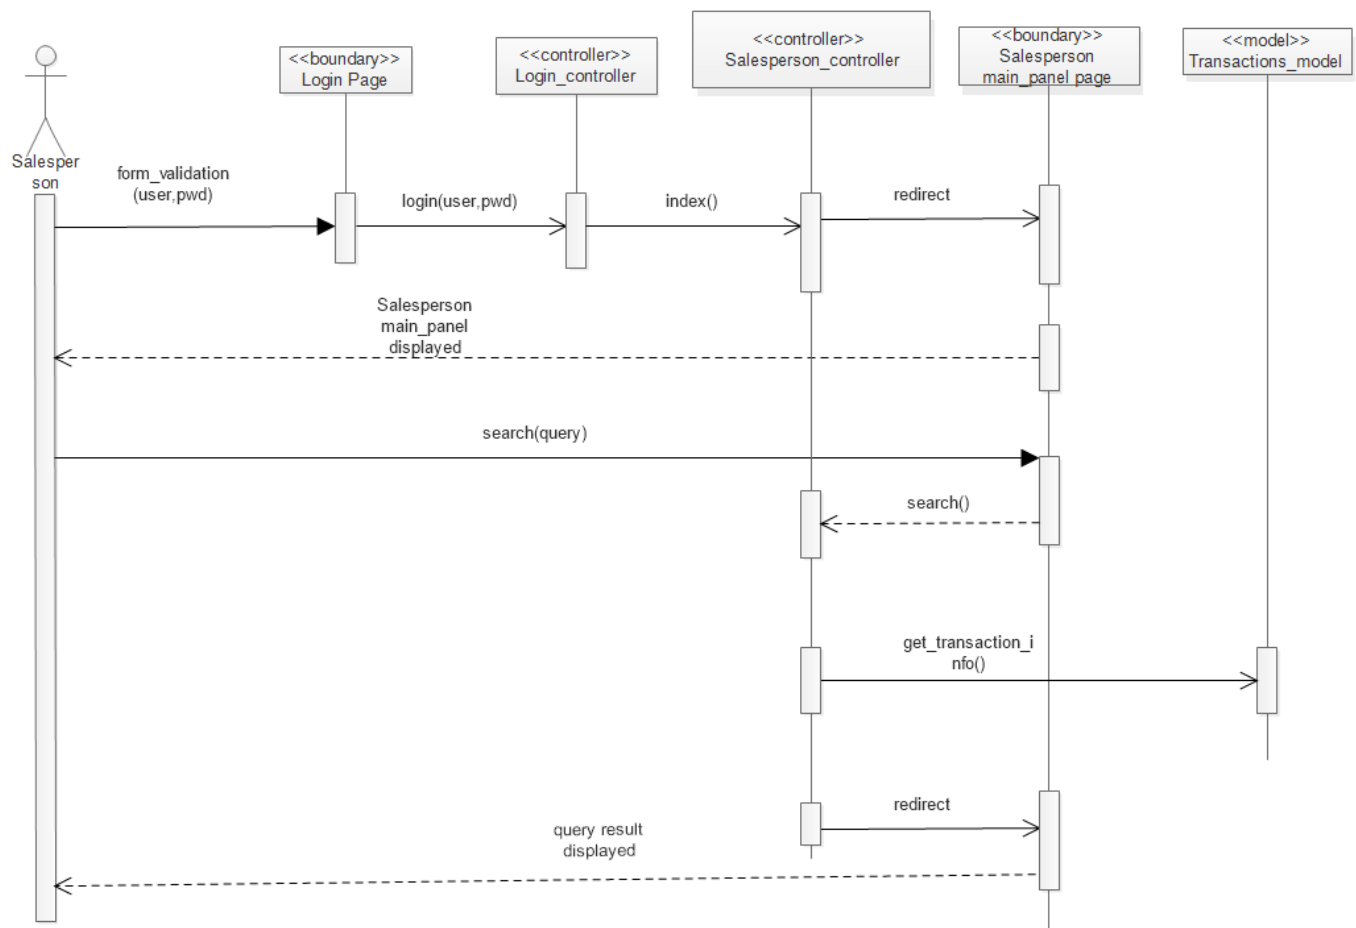 <<boundary>>
Login Page
<<controller>>
Login_controller
<<controller>>
Salesperson_controller
<<boundary>>
Salesperson
main_panel page
<<model>>
Transactions_model
Salesper
son
form_validation
(user,pwd)
login(user,pwd)
index()
redirect
Salesperson
main_panel
displayed
search(query)
search()
get_transaction_i
nfo()
redirect
query result
displayed